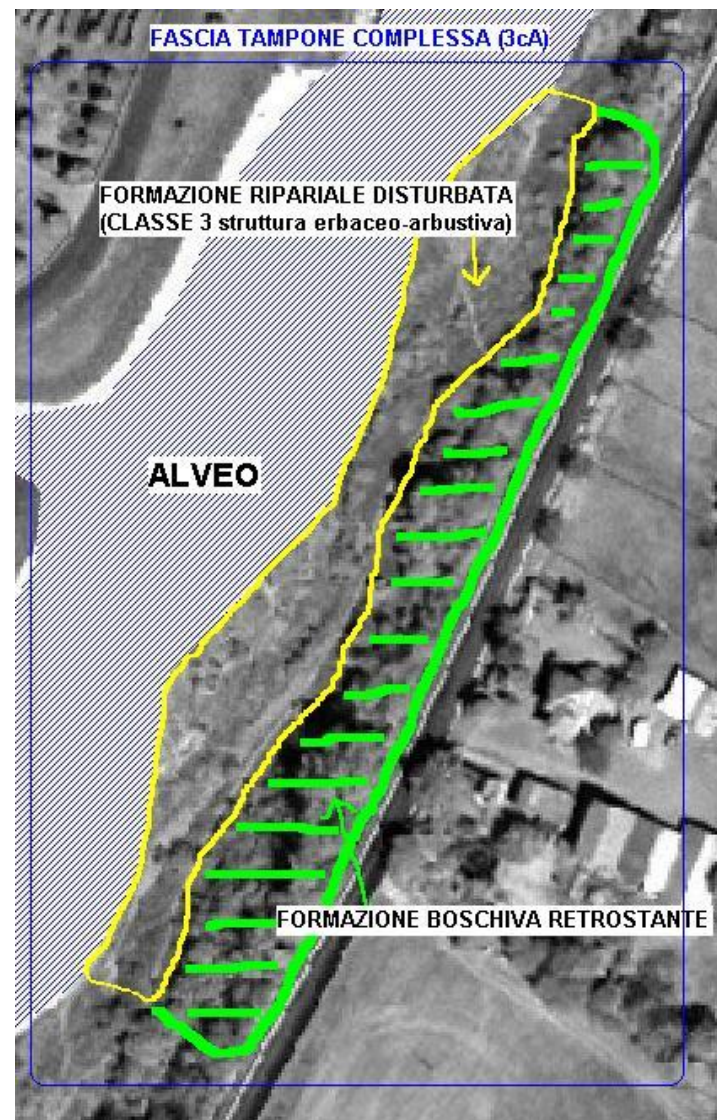 FASCIA TAMPONE COMPLESSA (3cA)
FORMAZIONE RIPARIALE DISTURBATA
(CLASSE 3 struttura erbaceo-arbustiva)
ALVEO
FORMAZIONE BOSCHIVA RETROSTANTE